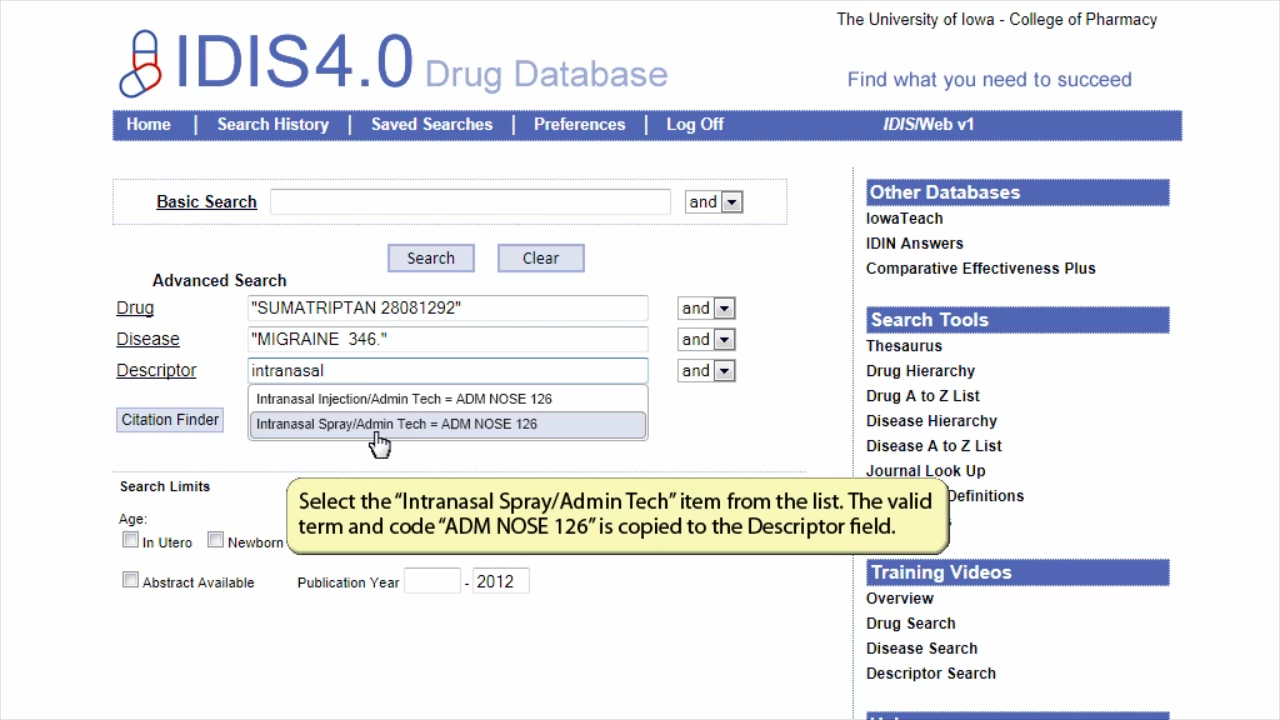 The University of Iowa - College of Pharmacy
IDIS4.0 Drug Database
Find what you need to succeed
Home | Search History | Saved Searches | Preferences | Log Off
IDIS/Web v1
Basic Search
and
Search
Clear
Advanced Search
Drug "SUMATRIPTAN 28081292" and
Disease "MIGRAINE  346." and
Descriptor intranasal and
Intranasal Injection/Admin Tech = ADM NOSE 126
Citation Finder
Intranasal Spray/Admin Tech = ADM NOSE 126
Search Limits
Select the “Intranasal Spray/Admin Tech” item from the list. The valid
term and code “ADM NOSE 126” is copied to the Descriptor field.
Age:
In Utero
Newborn
Abstract Available
Publication Year - 2012
Other Databases
IowaTeach
IDIN Answers
Comparative Effectiveness Plus
Search Tools
Thesaurus
Drug Hierarchy
Drug A to Z List
Disease Hierarchy
Disease A to Z List
Journal Look Up
Definitions
Training Videos
Overview
Drug Search
Disease Search
Descriptor Search